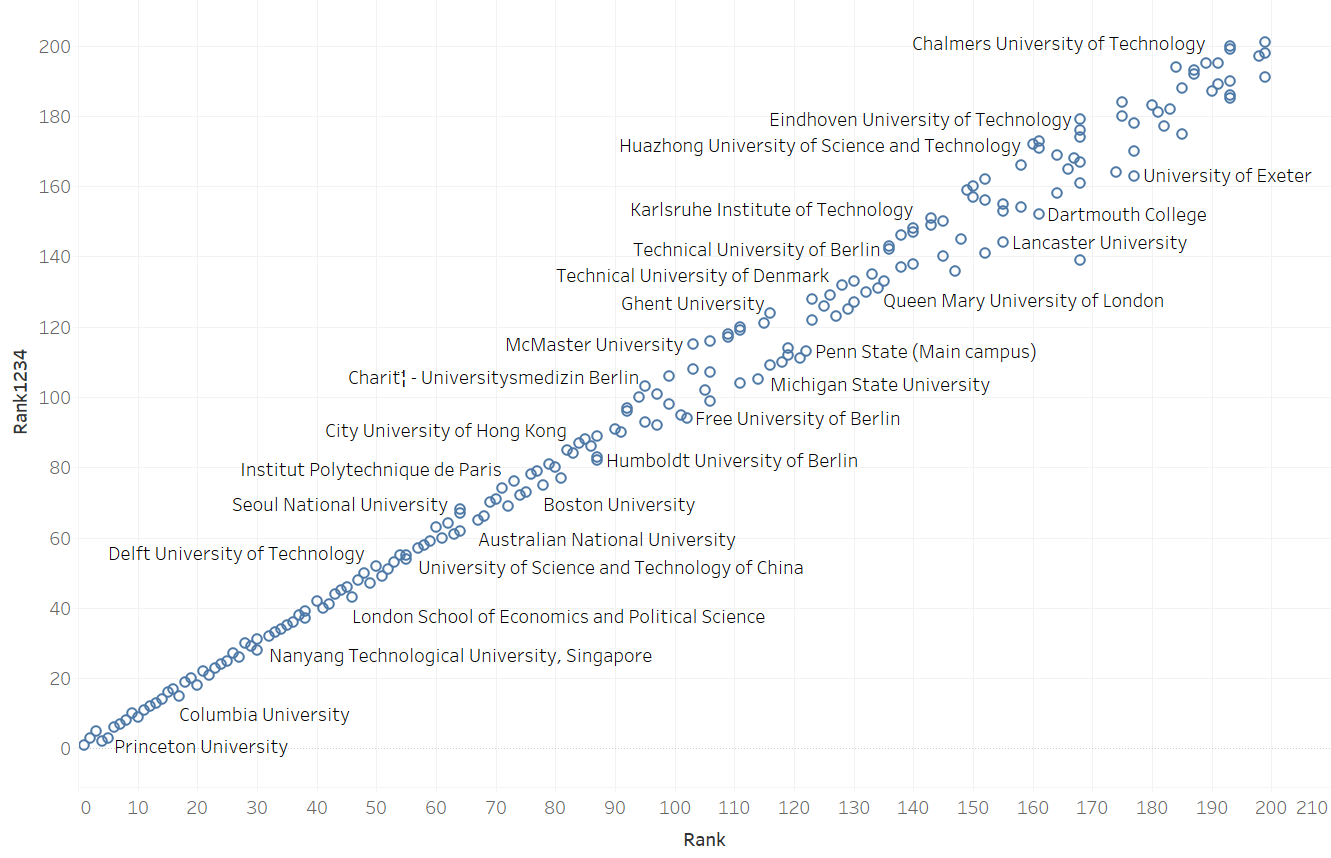 200
Chalmers University of Technology
180
Eindhoven University of Technology
Huazhong University of Science and Technology
160
University of Exeter
Karlsruhe Institute of Technology
Dartmouth College
140
Technical University of Berlin
Lancaster University
Technical University of Denmark
120
Ghent University
Queen Mary University of London
McMaster University
Penn State (Main campus)
Charit¦ - Universitysmedizin Berlin
Michigan State University
100
Free University of Berlin
City University of Hong Kong
80
Institut Polytechnique de Paris
Humboldt University of Berlin
Seoul National University
Boston University
60
Delft University of Technology
Australian National University
University of Science and Technology of China
40
London School of Economics and Political Science
Nanyang Technological University, Singapore
20
Columbia University
0
Princeton University
Rank1234
0 10 20 30 40 50 60 70 80 90 100 110 120 130 140 150 160 170 180 190 200 210
Rank